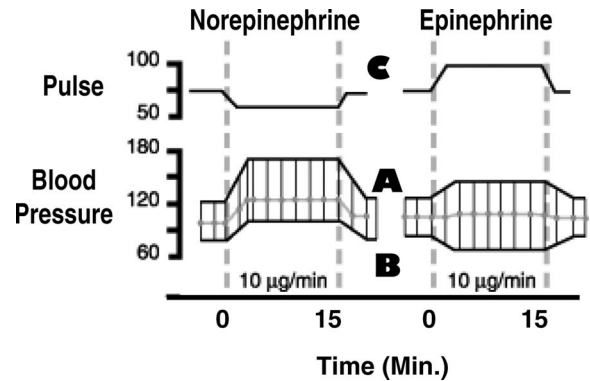 Norepinephrine Epinephrine
Pulse 100 C
50
Blood
Pressure
180
120 A
60 B
10 µg/min 10 µg/min
0 15 0 15
Time (Min.)